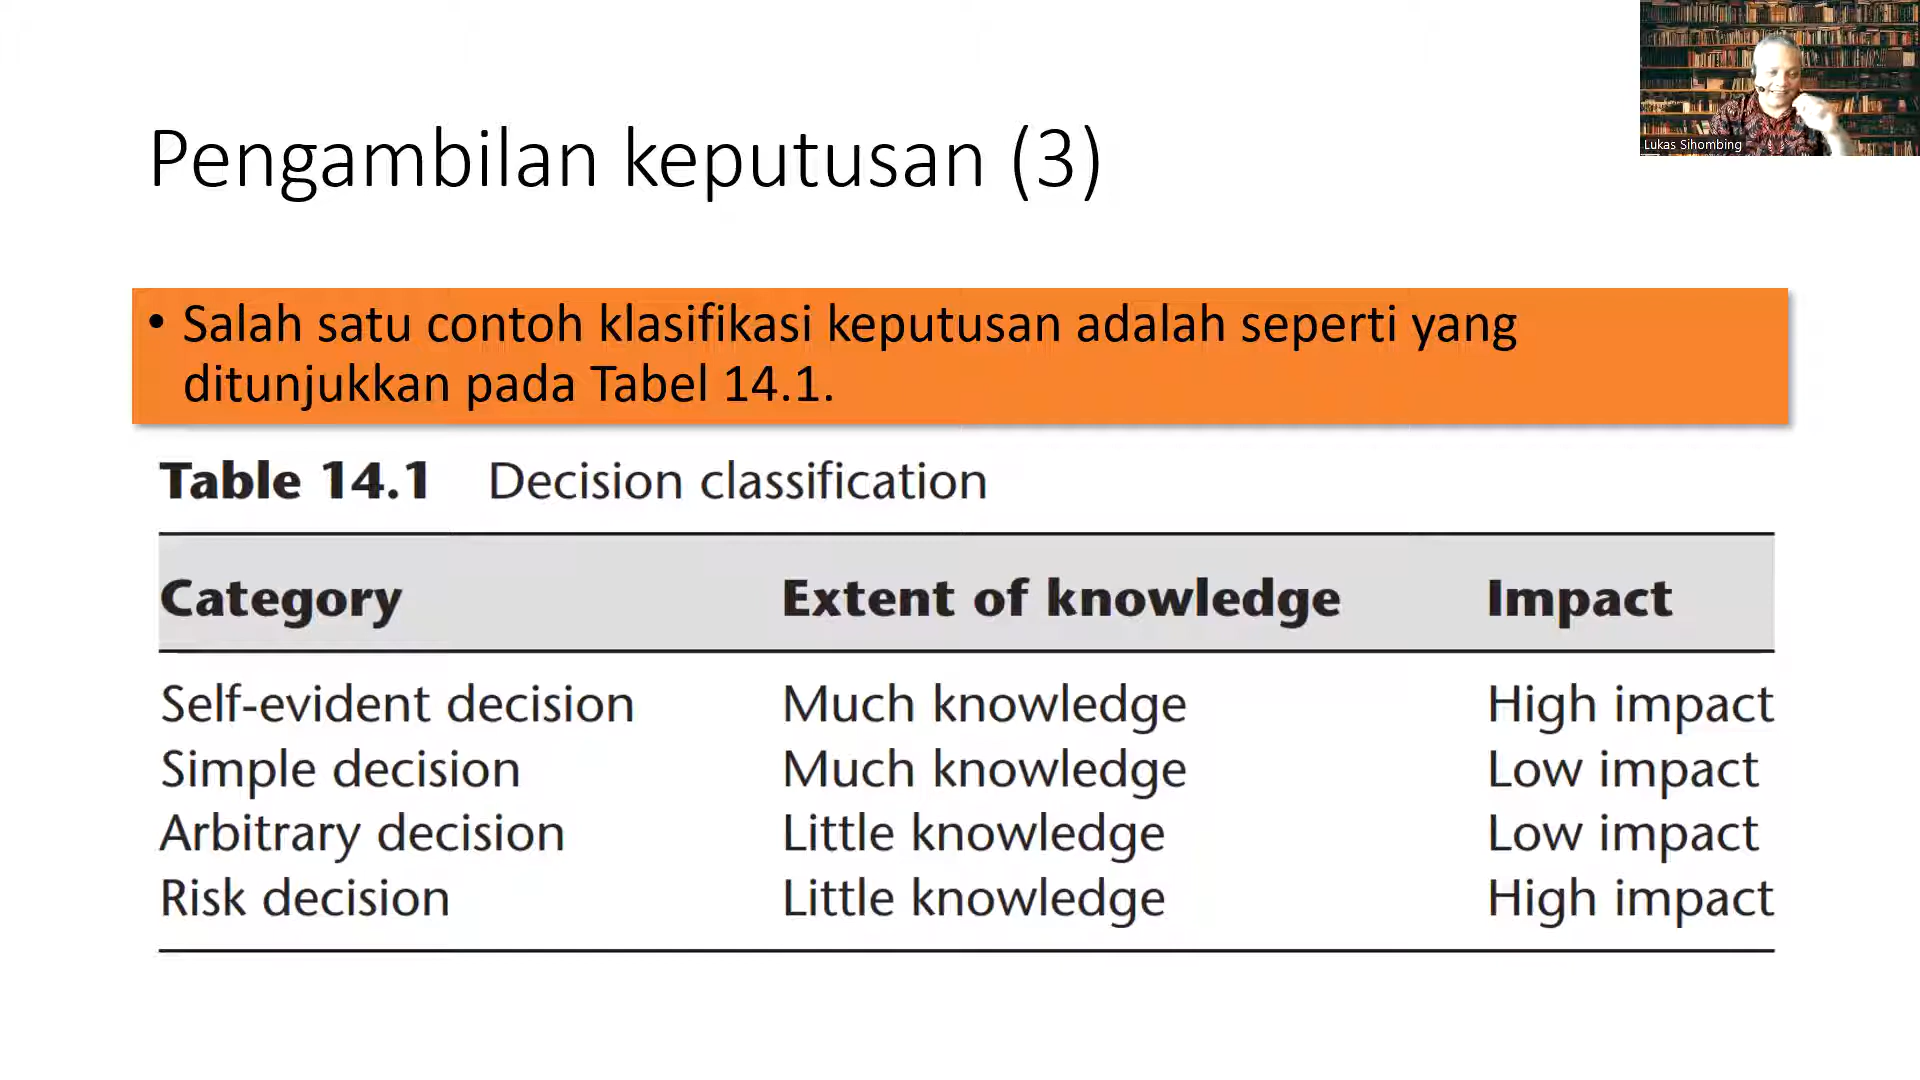 Lukas Sihombing
Pengambilan keputusan (3)
• Salah satu contoh klasifikasi keputusan adalah seperti yang
ditunjukkan pada Tabel 14.1.
Table 14.1 Decision classification
Category Extent of knowledge Impact
Self-evident decision Much knowledge High impact
Simple decision Much knowledge Low impact
Arbitrary decision Little knowledge Low impact
Risk decision Little knowledge High impact